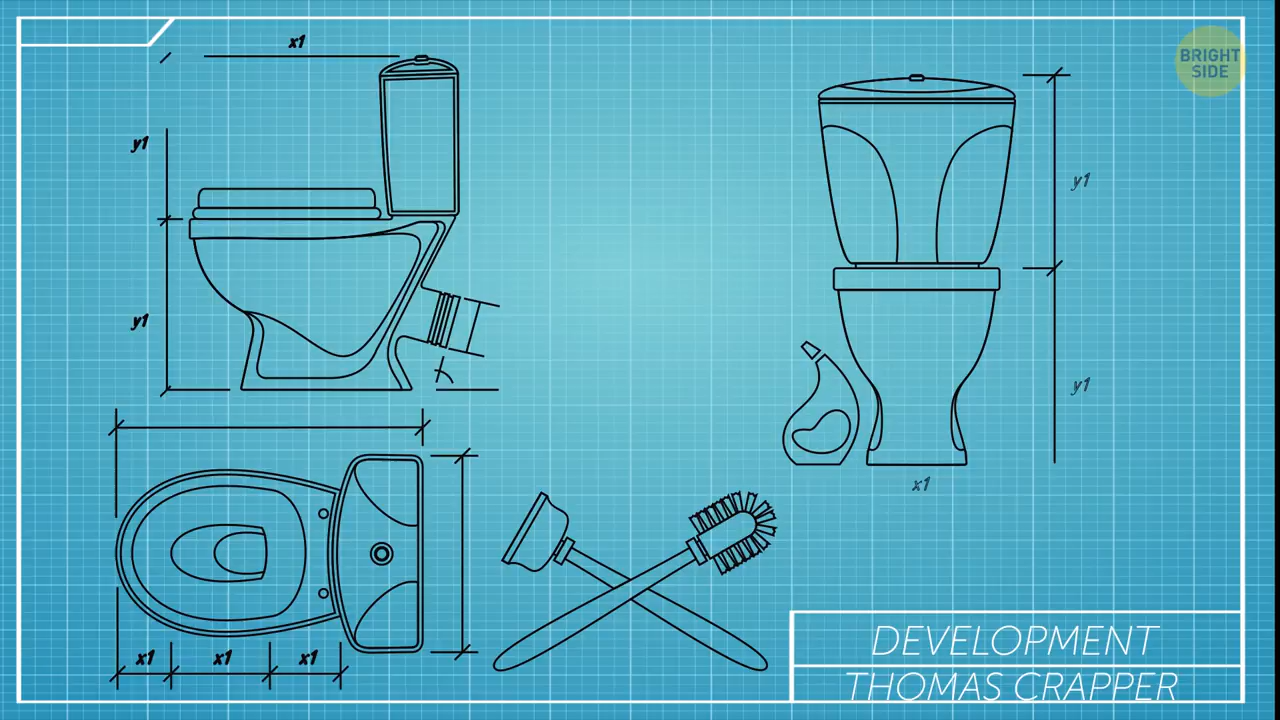 x1
BRIGHT
SIDE
y1
y1
y1
y1
x1
x1
x1
x1
DEVELOPMENT
THOMAS CRAPPER